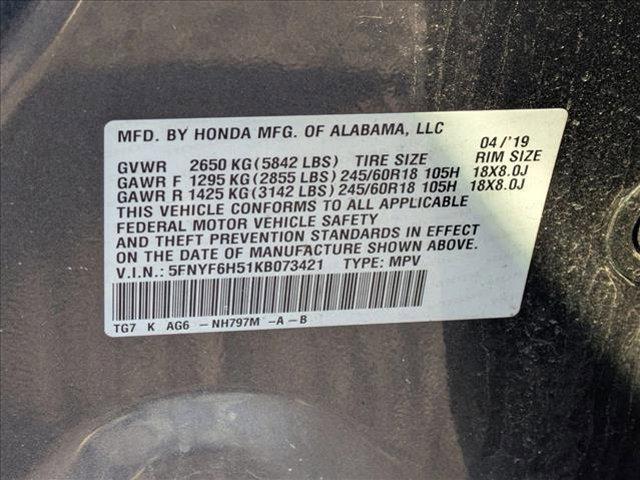 MFD. BY HONDA MFG. OF ALABAMA, LLC 04/'19
GVWR 2650 KG (5842 LBS) TIRE SIZE RIM SIZE
GAWR F 1295 KG (2855 LBS) 245/60R18 105H 18X8.0J
GAWR R 1425 KG (3142 LBS) 245/60R18 105H 18X8.0J
THIS VEHICLE CONFORMS TO ALL APPLICABLE
FEDERAL MOTOR VEHICLE SAFETY
AND THEFT PREVENTION STANDARDS IN EFFECT
ON THE DATE OF MANUFACTURE SHOWN ABOVE.
V.I.N.: 5FNYF6H51KB073421 TYPE: MPV
TG7 K AG6 -NH797M -A-B